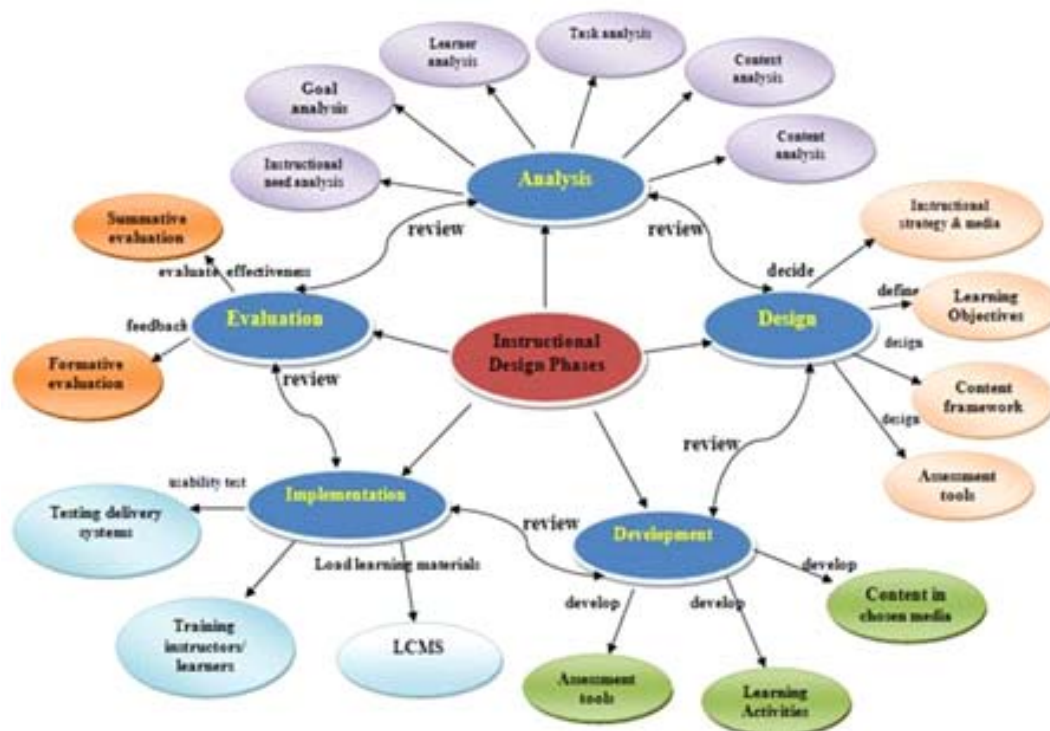 Task analysis
Learner
analysis
Context
analysis
Goal
analysis
Content
analysis
Instructional
need analysis
Analysis
Instructional
strategy & media
Summative
evaluation
review
review
evaluate effectiveness
decide
define
Learning
Objectives
Evaluation
Design
feedback
design
Instructional
Design Phases
Formative
evaluation
review
Content
framework
design
review
Assessment
tools
usability test
Implementation
Testing delivery
systems
review
Development
Load learning materials
develop
develop
develop
Content in
chosen media
Training
instructors/
learners
LCMS
Assessment
tools
Learning
Activities